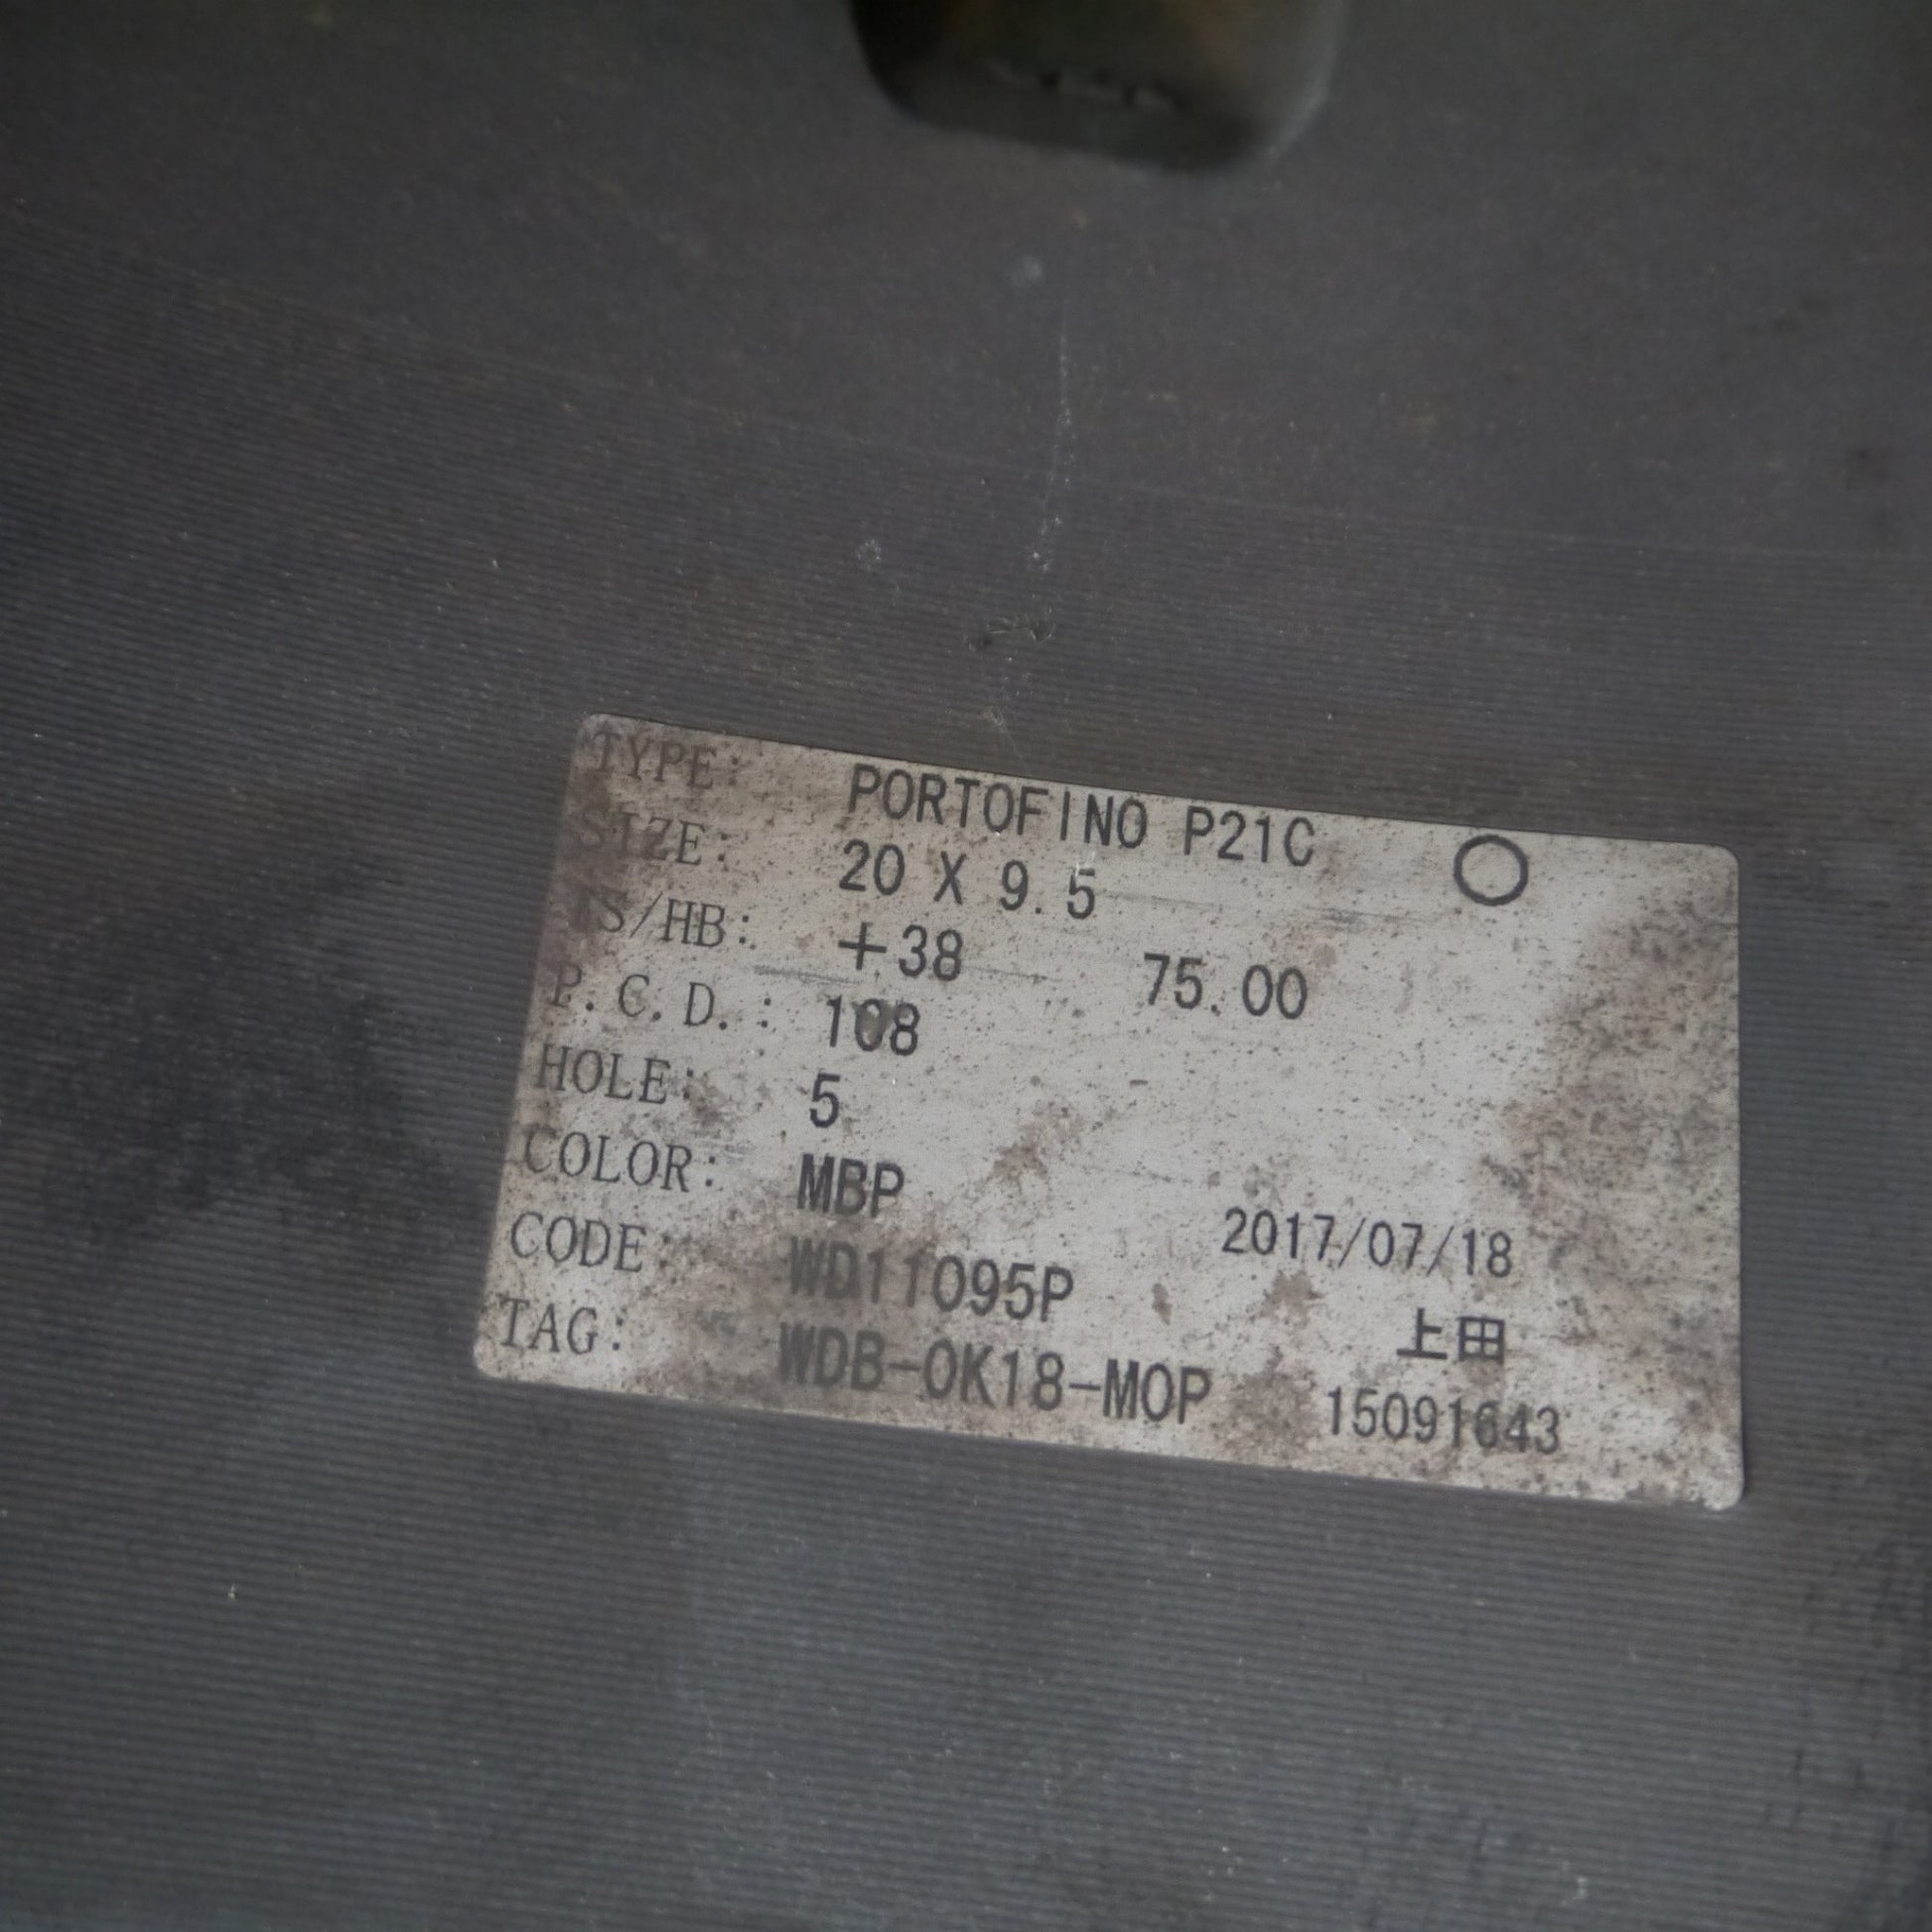 TYPE: PORTOFINO P21C ○
SIZE: 20 X 9.5
IS/HB: +38 75.00
P.C.D.: 108
HOLE: 5
COLOR: MBP
CODE: WD11095P 2017/07/18
上田
TAG: WDB-OK18-MOP 15091643